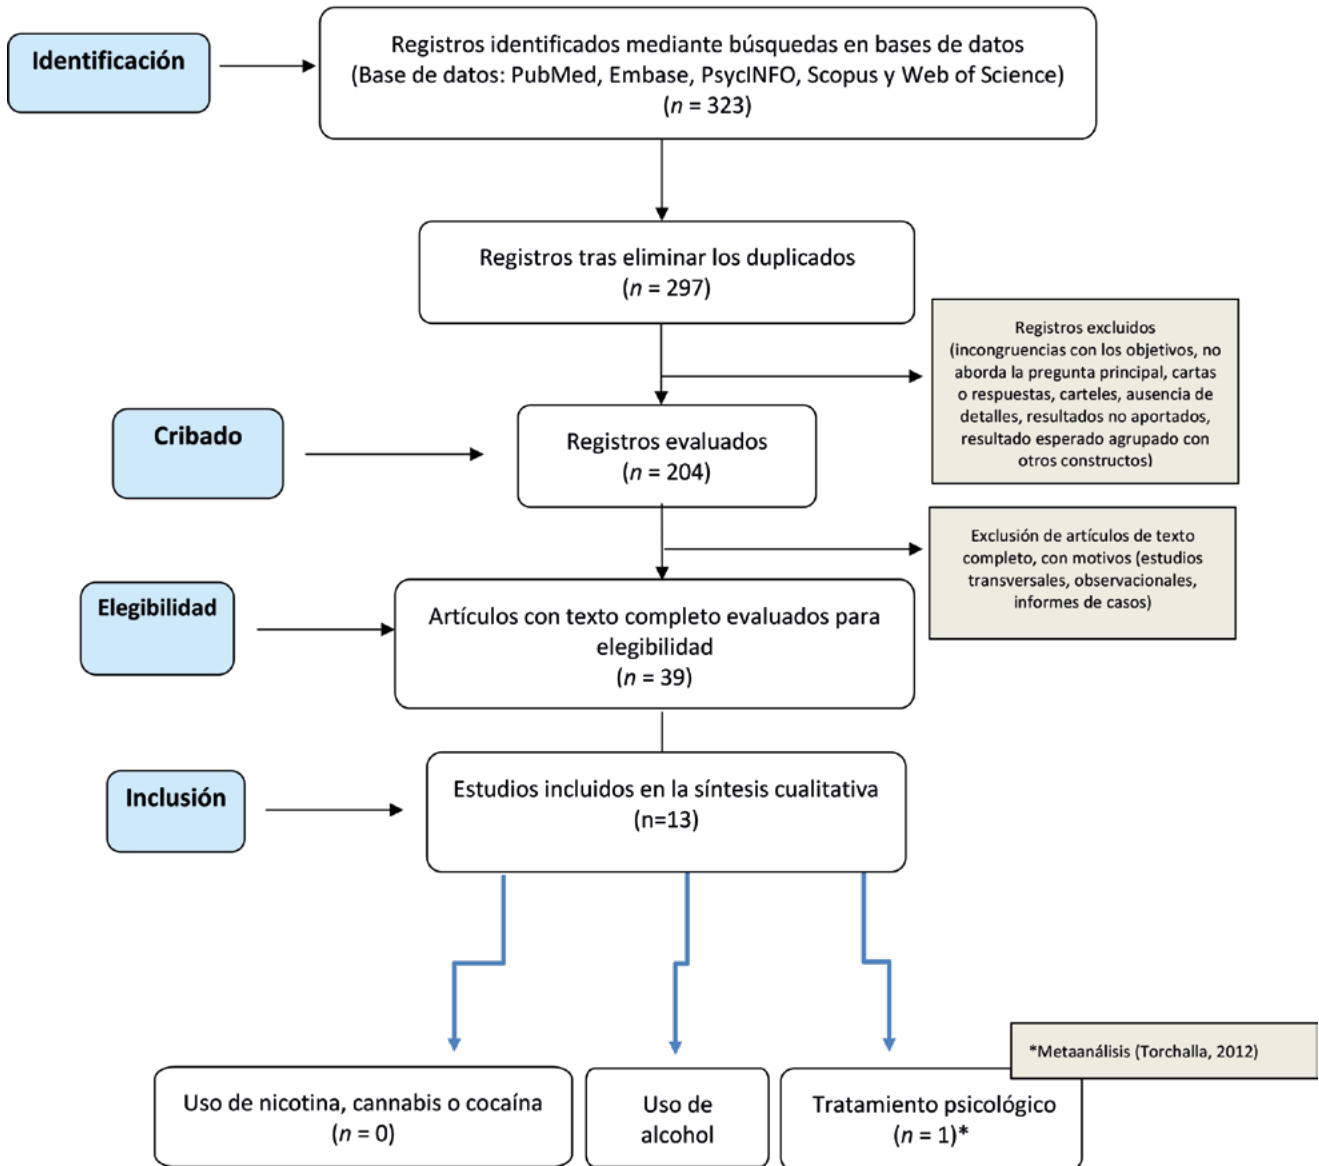 Identificación
Registros identificados mediante búsquedas en bases de datos
(Base de datos: PubMed, Embase, PsycINFO, Scopus y Web of Science)
(n = 323)
Registros tras eliminar los duplicados
(n = 297)
Registros excluidos
(incongruencias con los objetivos, no
aborda la pregunta principal, cartas
o respuestas, carteles, ausencia de
detalles, resultados no aportados,
resultado esperado agrupado con
otros constructos)
Cribado
Registros evaluados
(n = 204)
Exclusión de artículos de texto
completo, con motivos (estudios
transversales, observacionales,
informes de casos)
Elegibilidad
Artículos con texto completo evaluados para
elegibilidad
(n = 39)
Inclusión
Estudios incluidos en la síntesis cualitativa
(n=13)
*Metaanálisis (Torchalla, 2012)
Uso de nicotina, cannabis o cocaína
(n = 0)
Uso de
alcohol
Tratamiento psicológico
(n = 1)*